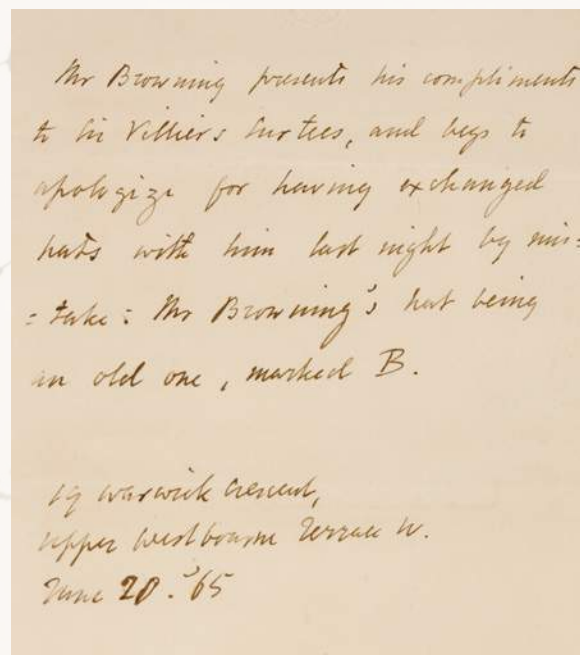 Mr Browning presents his compliments
to Sir Villiers Surtees, and begs to
apologize for having exchanged
hats with him last night by mis=
=take: Mr Browning's hat being
an old one, marked B.
19 Warwick Crescent,
Upper Westbourne Terrace W.
June 20. '65